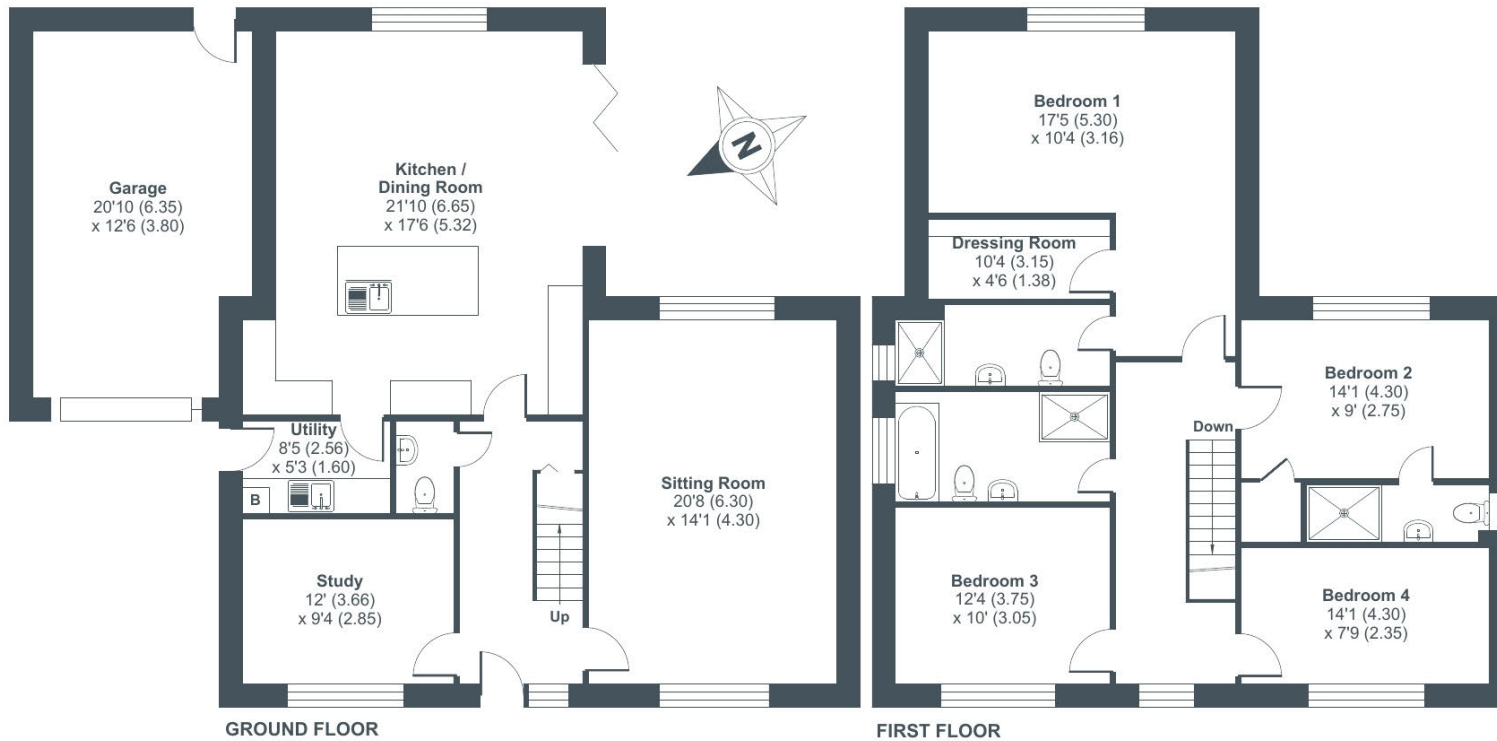 Garage
20'10 (6.35)
x 12'6 (3.80)
Kitchen /
Dining Room
21'10 (6.65)
x 17'6 (5.32)
N
Utility
8'5 (2.56)
x 5'3 (1.60)
B
Sitting Room
20'8 (6.30)
x 14'1 (4.30)
Study
12' (3.66)
x 9'4 (2.85)
Up
GROUND FLOOR
Bedroom 1
17'5 (5.30)
x 10'4 (3.16)
Dressing Room
10'4 (3.15)
x 4'6 (1.38)
Bedroom 2
14'1 (4.30)
x 9' (2.75)
Down
Bedroom 3
12'4 (3.75)
x 10' (3.05)
Bedroom 4
14'1 (4.30)
x 7'9 (2.35)
FIRST FLOOR